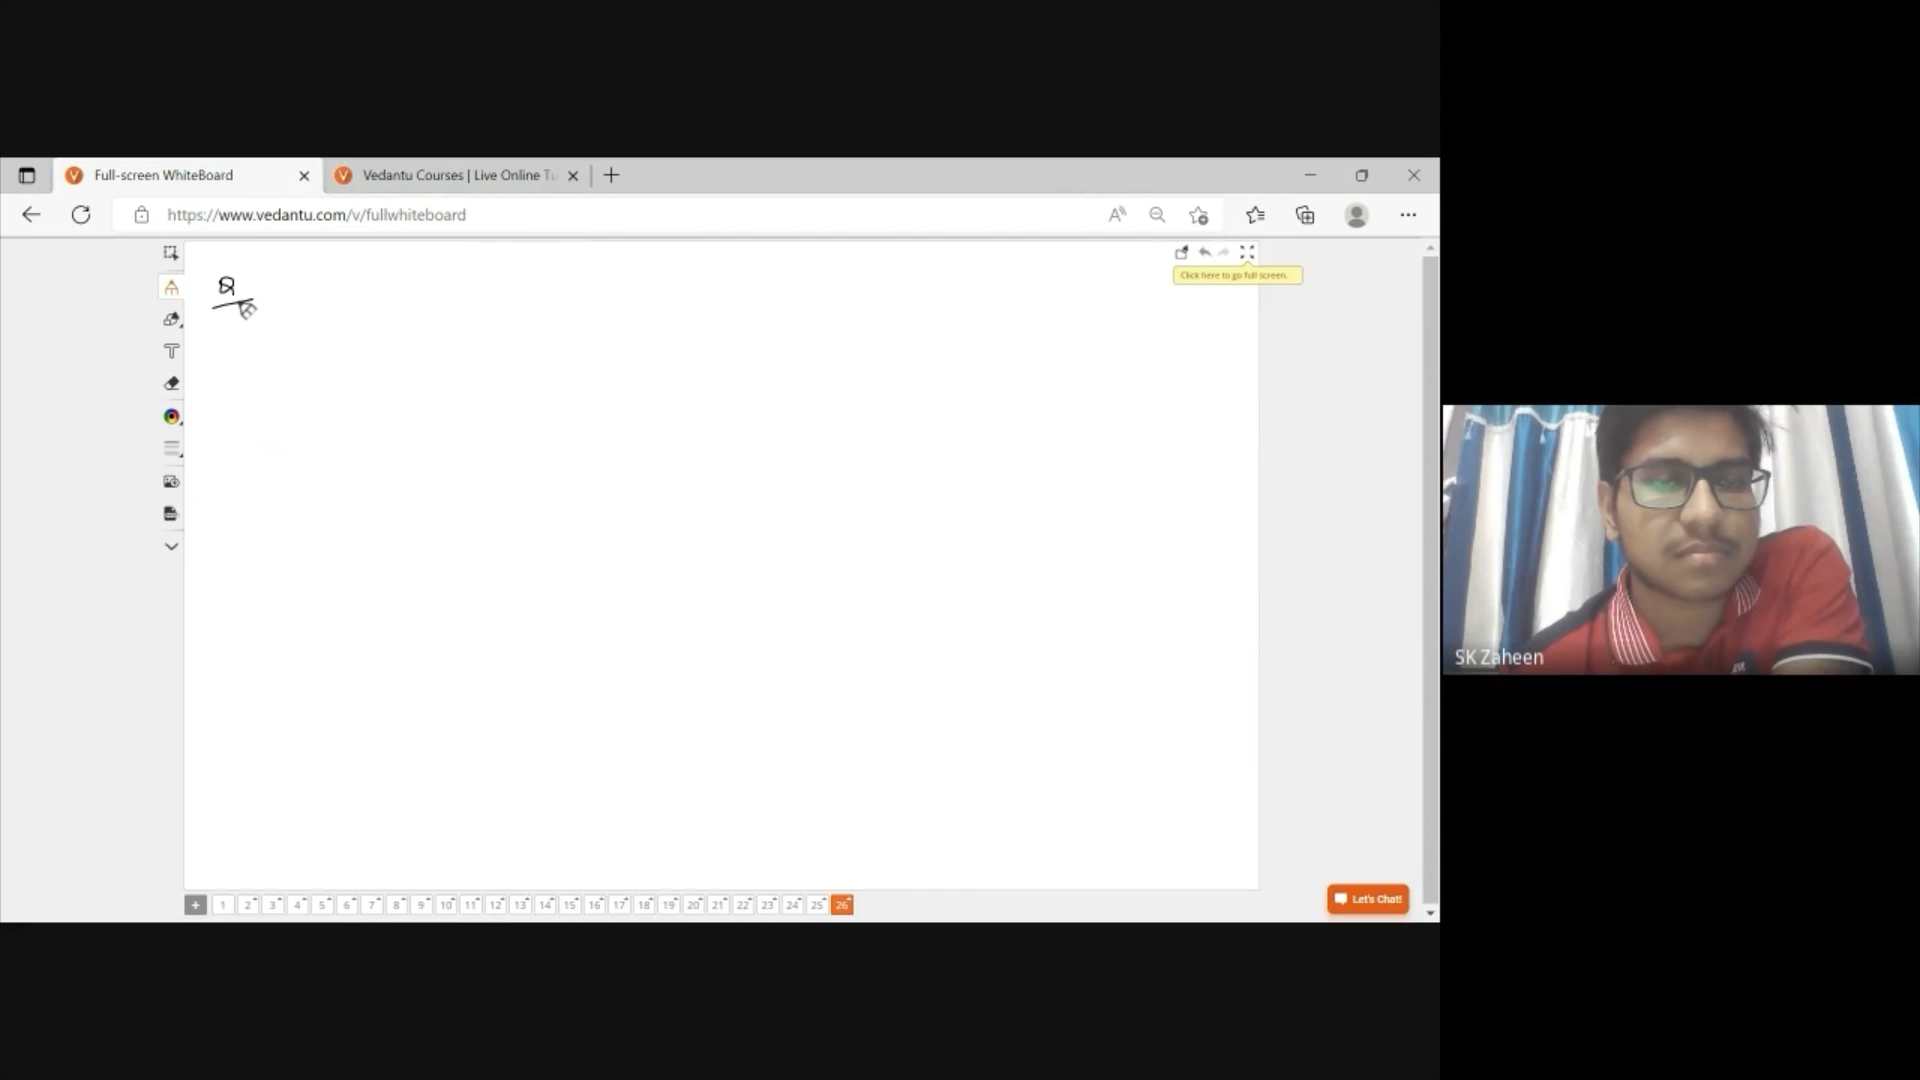 Full-screen WhiteBoard
Vedantu Courses | Live Online Tu
https://www.vedantu.com/v/fullwhiteboard
Click here to go full screen.
Q
SK Zaheen
+ 1 2 3 4 5 6 7 8 9 10 11 12 13 14 15 16 17 18 19 20 21 22 23 24 25 26
Let's Chat!